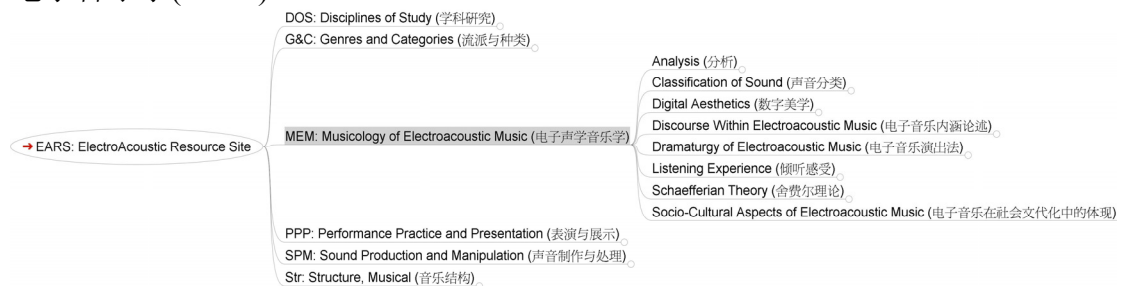 DOS: Disciplines of Study (学科研究)
G&C: Genres and Categories (流派与种类)
MEM: Musicology of Electroacoustic Music (电子声学音乐学)
Analysis (分析)
Classification of Sound (声音分类)
Digital Aesthetics (数字美学)
Discourse Within Electroacoustic Music (电子音乐内涵论述)
Dramaturgy of Electroacoustic Music (电子音乐演出法)
Listening Experience (倾听感受)
Schaefferian Theory (舍费尔理论)
Socio-Cultural Aspects of Electroacoustic Music (电子音乐在社会文代化中的体现)
EARS: ElectroAcoustic Resource Site
PPP: Performance Practice and Presentation (表演与展示)
SPM: Sound Production and Manipulation (声音制作与处理)
Str: Structure, Musical (音乐结构)